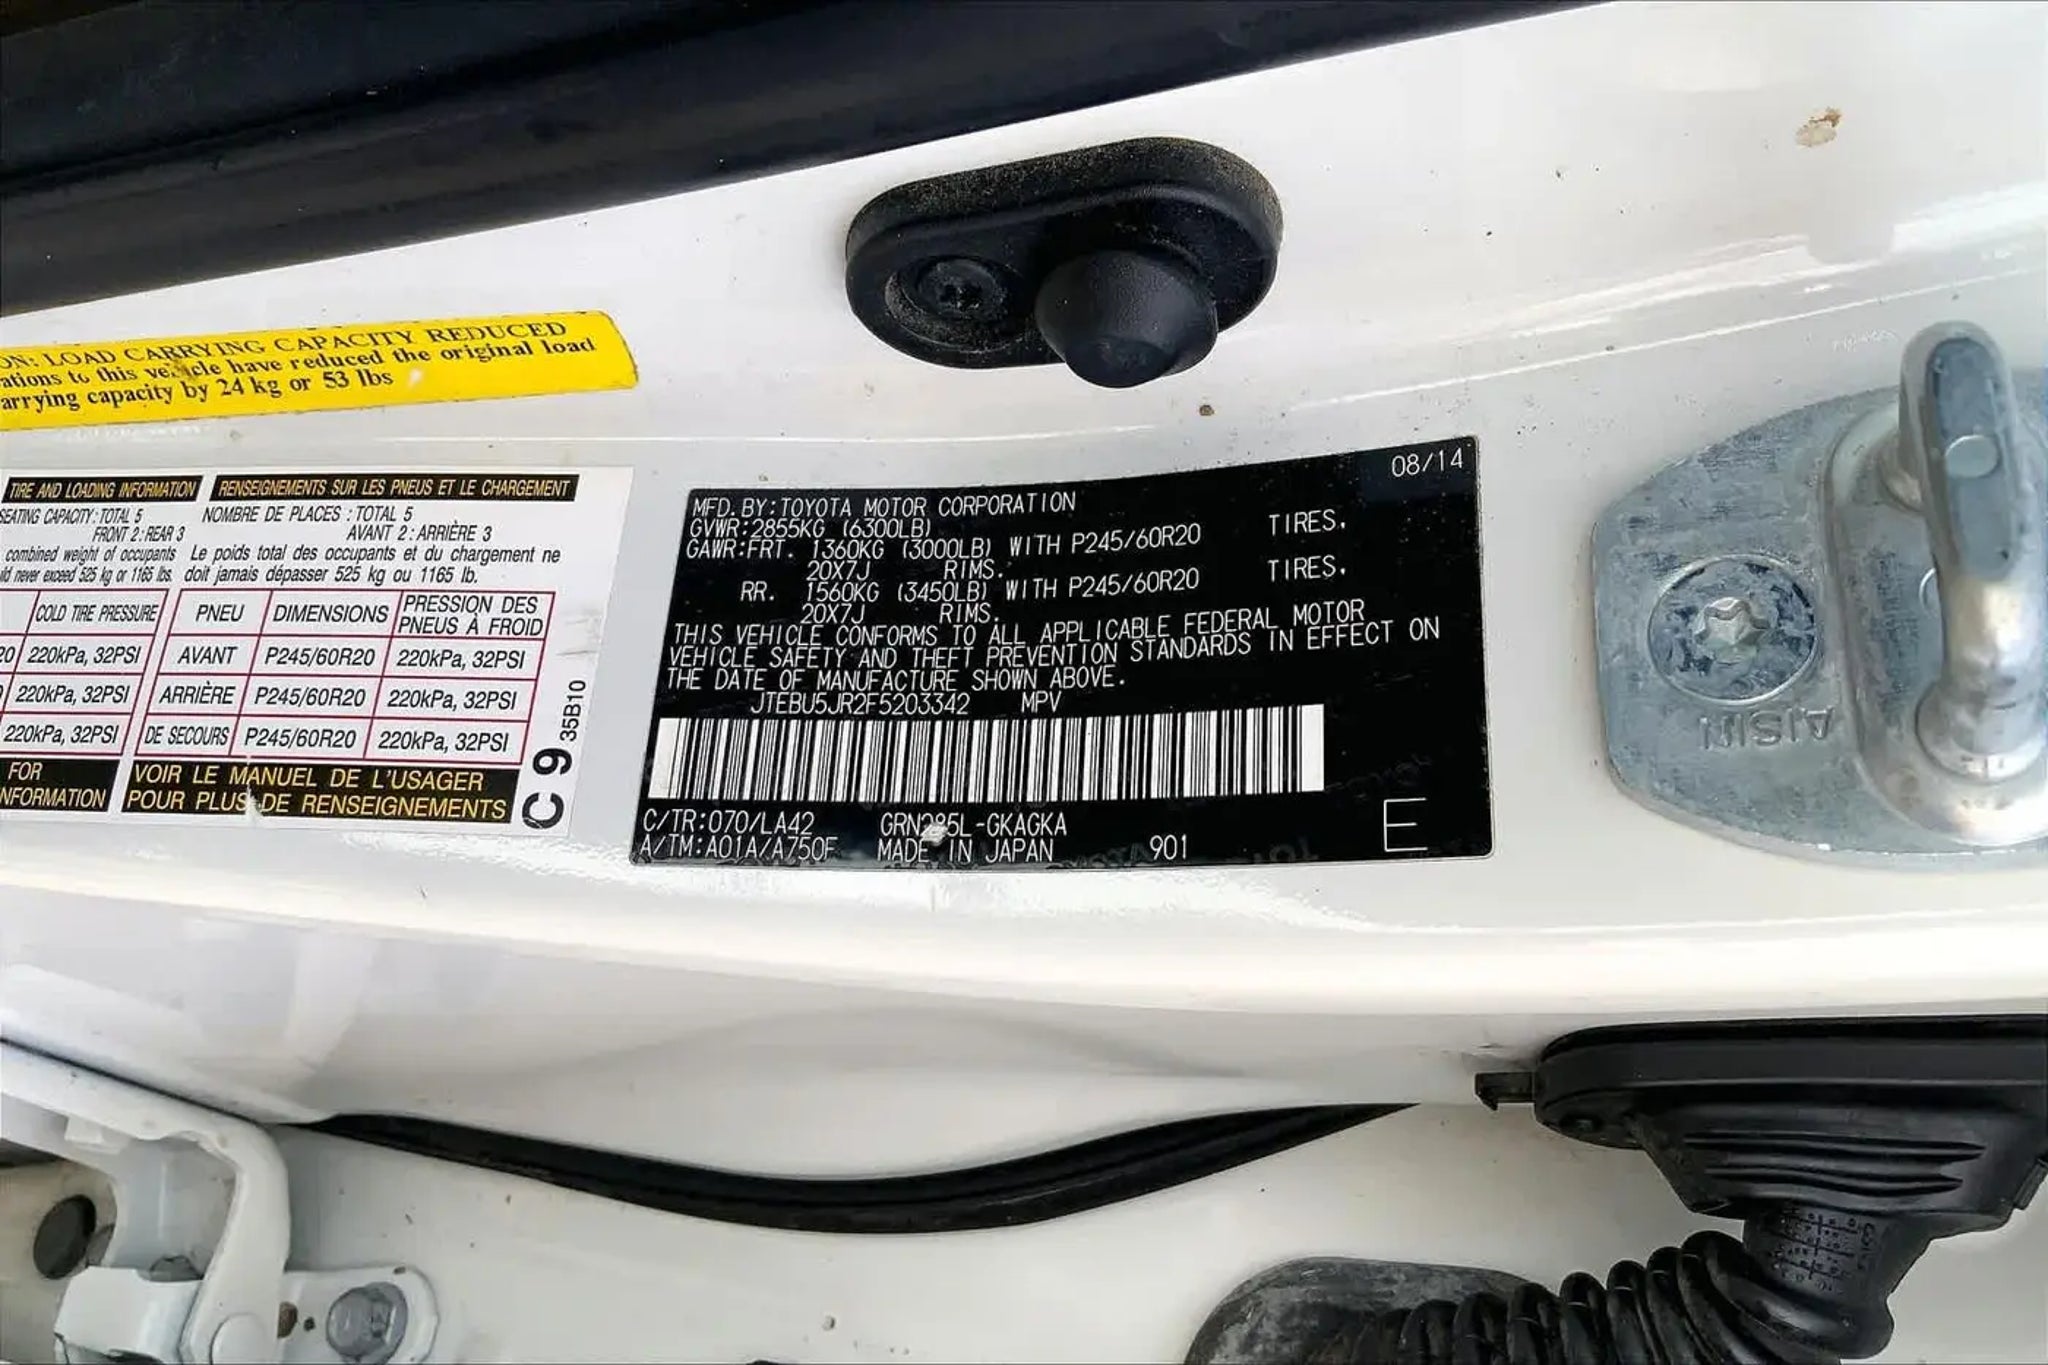 ON: LOAD CARRYING CAPACITY REDUCED
ations to this vehicle have reduced the original load
arrying capacity by 24 kg or 53 lbs
TIRE AND LOADING INFORMATION
SEATING CAPACITY: TOTAL 5
FRONT 2: REAR 3
combined weight of occupants
ld never exceed 525 kg or 1165 lbs.
COLD TIRE PRESSURE
20 220kPa, 32PSI
220kPa, 32PSI
220kPa, 32PSI
FOR
NFORMATION
RENSEIGNEMENTS SUR LES PNEUS ET LE CHARGEMENT
NOMBRE DE PLACES : TOTAL 5
AVANT 2 : ARRIÈRE 3
Le poids total des occupants et du chargement ne
doit jamais dépasser 525 kg ou 1165 lb.
PNEU DIMENSIONS PRESSION DES PNEUS À FROID
AVANT P245/60R20 220kPa, 32PSI
ARRIÈRE P245/60R20 220kPa, 32PSI
DE SECOURS P245/60R20 220kPa, 32PSI
VOIR LE MANUEL DE L'USAGER
POUR PLUS DE RENSEIGNEMENTS
C 9 35B10
08/14
MFD. BY: TOYOTA MOTOR CORPORATION
GVWR: 2855KG (6300LB)
GAWR: FRT. 1360KG (3000LB) WITH P245/60R20 TIRES,
20X7J RIMS.
RR. 1560KG (3450LB) WITH P245/60R20 TIRES,
20X7J RIMS.
THIS VEHICLE CONFORMS TO ALL APPLICABLE FEDERAL MOTOR
VEHICLE SAFETY AND THEFT PREVENTION STANDARDS IN EFFECT ON
THE DATE OF MANUFACTURE SHOWN ABOVE.
JTEBU5JR2F5203342 MPV
C/TR: 070/LA42 GRN285L-GKAGKA
A/TM: A01A/A750F MADE IN JAPAN 901 E
AISIN